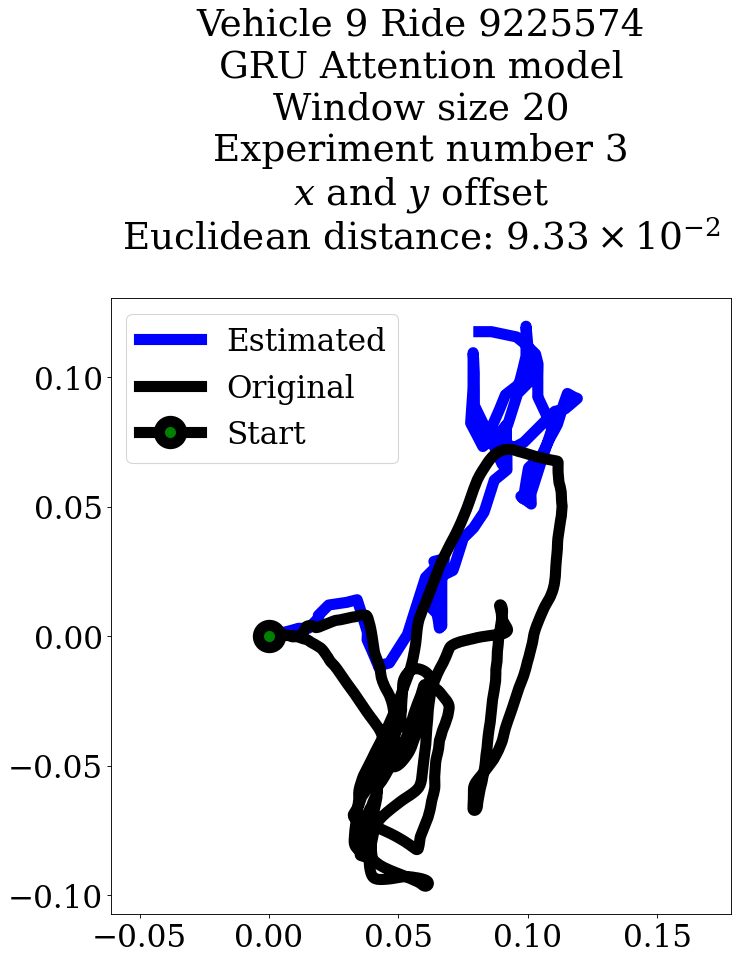 Vehicle 9 Ride 9225574
GRU Attention model
Window size 20
Experiment number 3
x and y offset
Euclidean distance: 9.33 × 10⁻²
Estimated
Original
Start
0.10
0.05
0.00
−0.05
−0.10
−0.05 0.00 0.05 0.10 0.15